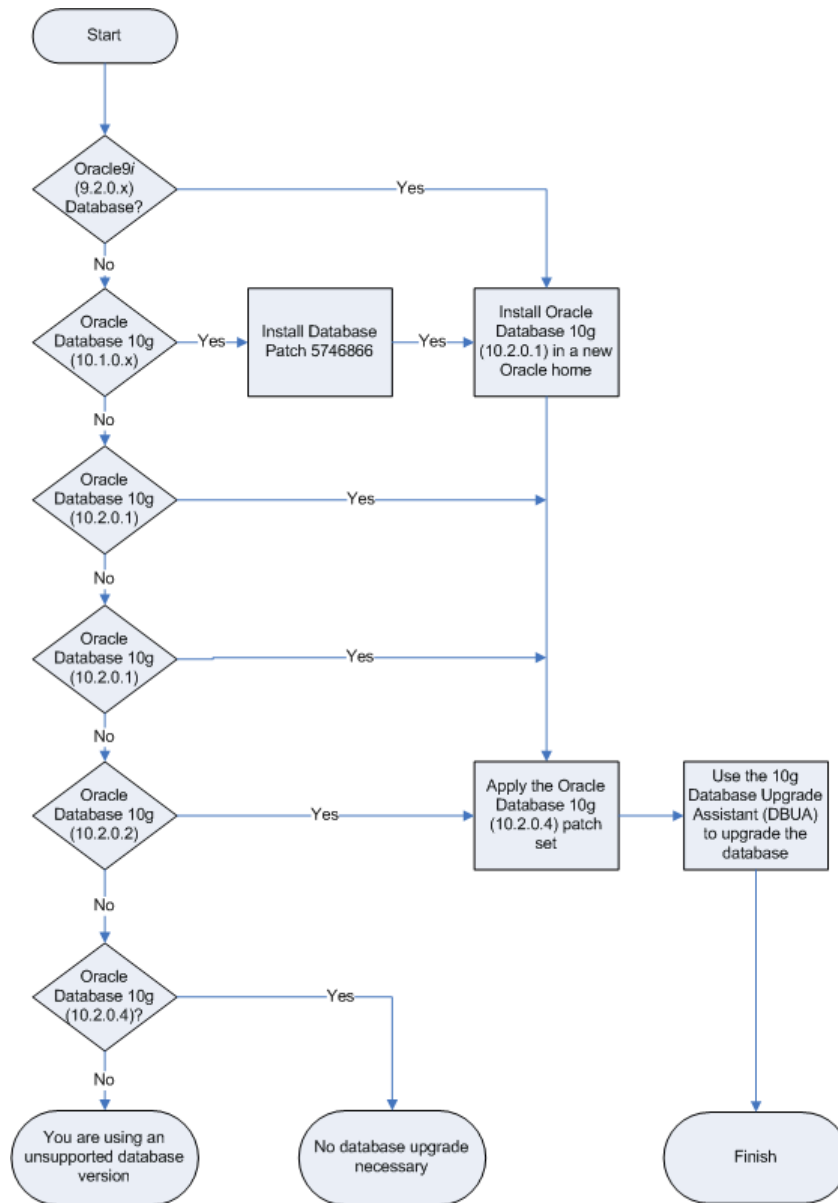 Start
Oracle9i
(9.2.0.x)
Database?
Yes
No
Oracle
Database 10g
(10.1.0.x)
Yes
Install Database
Patch 5746866
Yes
Install Oracle
Database 10g
(10.2.0.1) in a new
Oracle home
No
Oracle
Database 10g
(10.2.0.1)
Yes
No
Oracle
Database 10g
(10.2.0.1)
Yes
No
Oracle
Database 10g
(10.2.0.2)
Yes
Apply the Oracle
Database 10g
(10.2.0.4) patch
set
Use the 10g
Database Upgrade
Assistant (DBUA)
to upgrade the
database
No
Oracle
Database 10g
(10.2.0.4)?
Yes
No
You are using an
unsupported database
version
No database upgrade
necessary
Finish